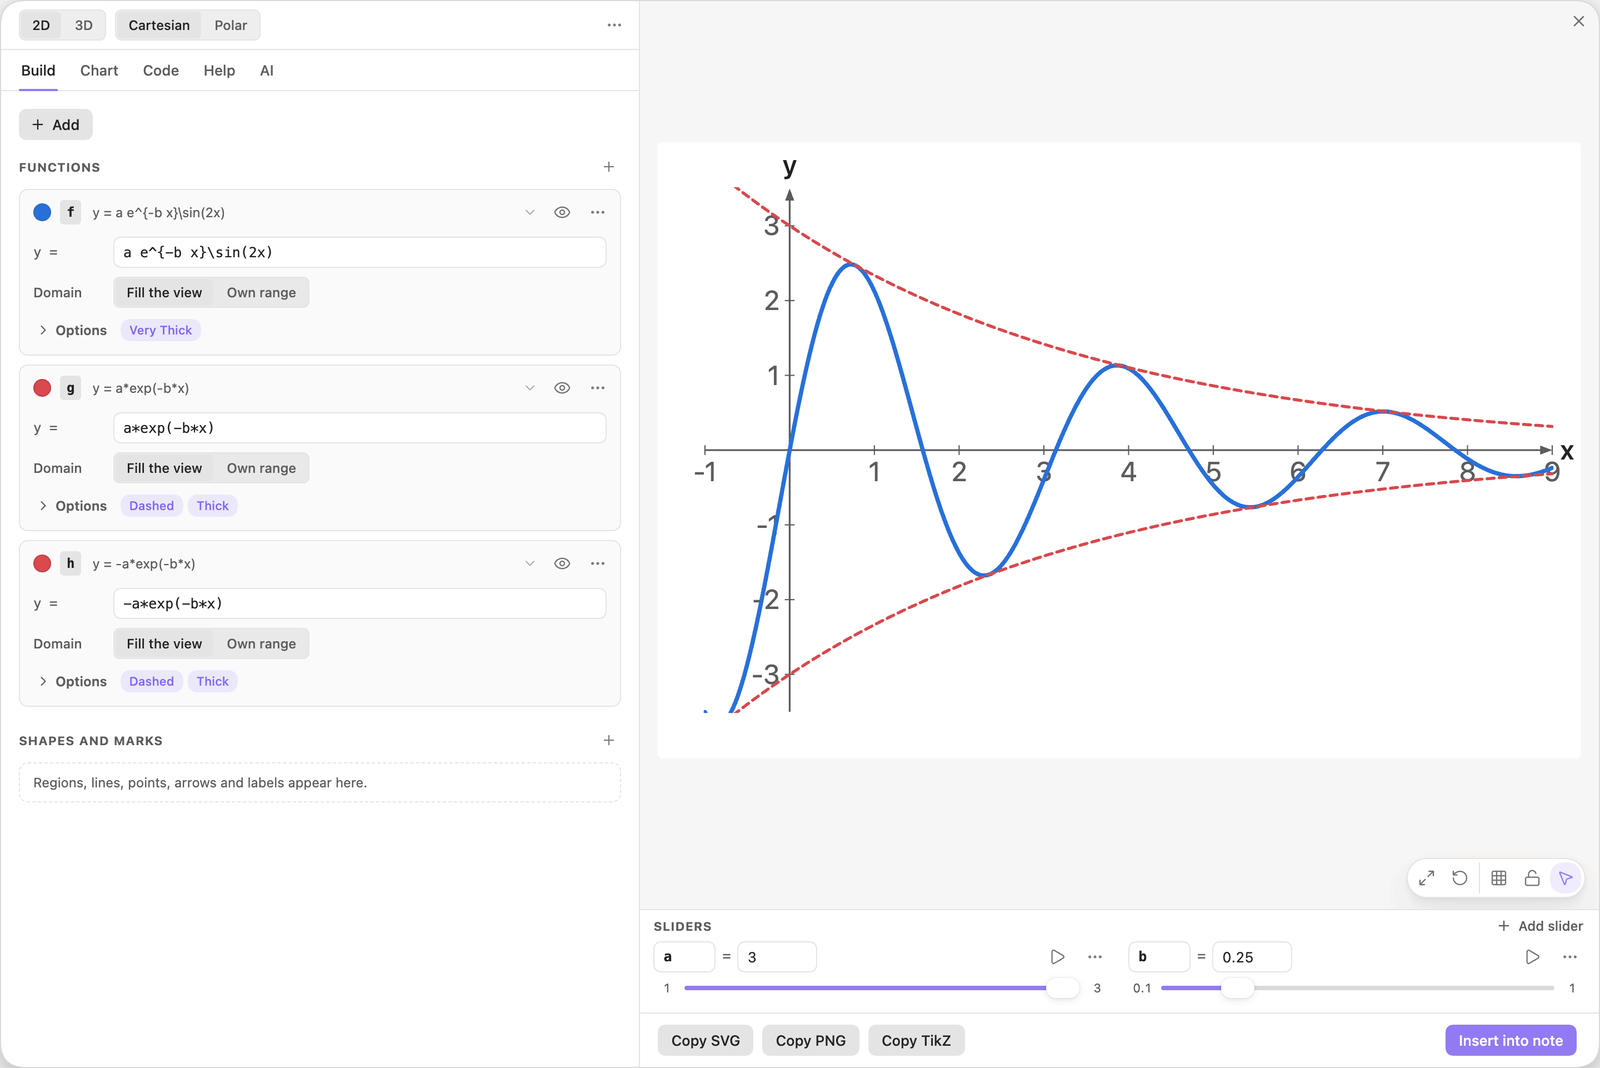 2D 3D Cartesian Polar
Build Chart Code Help AI
+ Add
FUNCTIONS
f y = a e^{-b x}\sin(2x)
y = a e^{-b x}\sin(2x)
Domain Fill the view Own range
Options Very Thick
g y = a*exp(-b*x)
y = a*exp(-b*x)
Domain Fill the view Own range
Options Dashed Thick
h y = -a*exp(-b*x)
y = -a*exp(-b*x)
Domain Fill the view Own range
Options Dashed Thick
SHAPES AND MARKS
Regions, lines, points, arrows and labels appear here.
y
3
2
1
x
-1 1 2 3 4 5 6 7 8 9
-1
-2
-3
SLIDERS + Add slider
a = 3 b = 0.25
1 3 0.1 1
Copy SVG Copy PNG Copy TikZ Insert into note